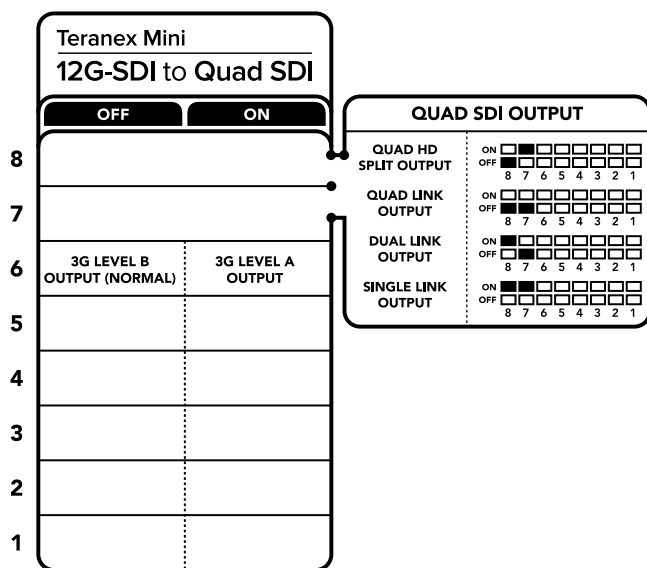 Teranex Mini
12G-SDI to Quad SDI
OFF ON
8
7
6
3G LEVEL B
OUTPUT (NORMAL)
3G LEVEL A
OUTPUT
5
4
3
2
1
QUAD SDI OUTPUT
QUAD HD
SPLIT OUTPUT
ON
OFF
8 7 6 5 4 3 2 1
QUAD LINK
OUTPUT
ON
OFF
8 7 6 5 4 3 2 1
DUAL LINK
OUTPUT
ON
OFF
8 7 6 5 4 3 2 1
SINGLE LINK
OUTPUT
ON
OFF
8 7 6 5 4 3 2 1